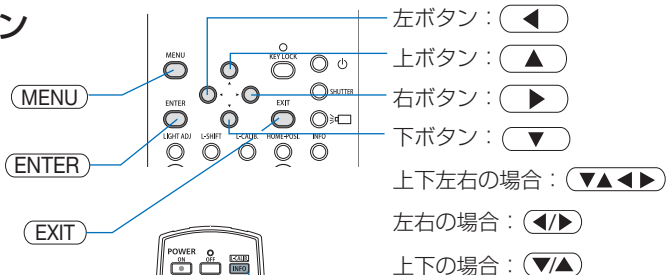 ン
左ボタン：◀
上ボタン：▲
右ボタン：▶
下ボタン：▼
上下左右の場合：▼▲◀▶
左右の場合：◀/▶
上下の場合：▼/▲
MENU
ENTER
EXIT
MENU
KEY LOCK
SHUTTER
ENTER
EXIT
LIGHT ADJ L-SHIFT L-CALIB. HOME-POSI. INFO
POWER
ON OFF L-CALIB
INFO